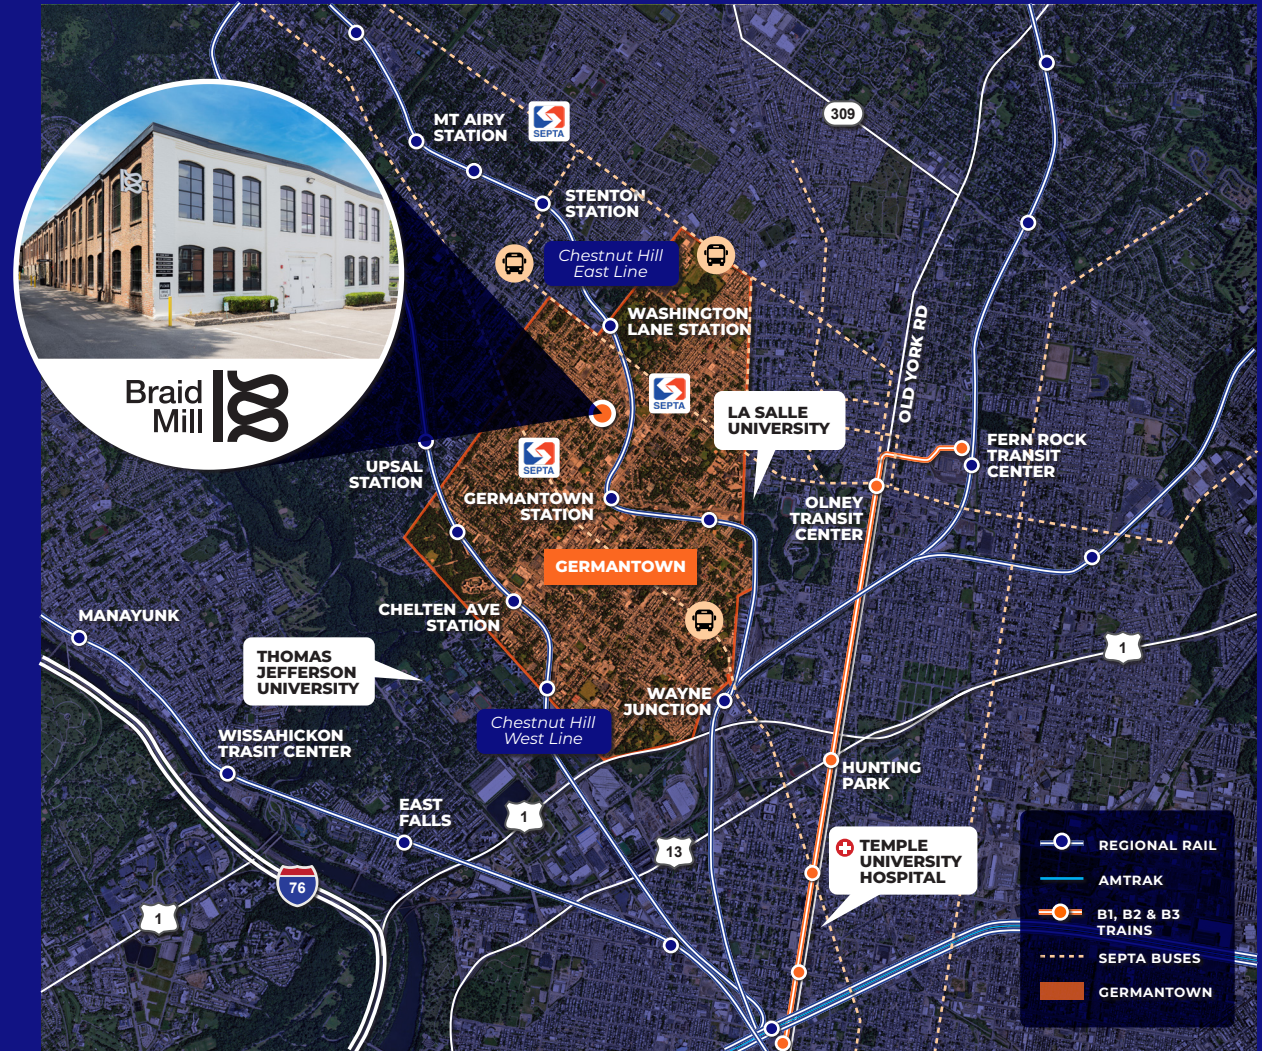 MT AIRY
STATION
SEPTA
309
STENTON
STATION
Chestnut Hill
East Line
WASHINGTON
LANE STATION
OLD YORK RD
SEPTA
LA SALLE
UNIVERSITY
Braid
Mill
FERN ROCK
TRANSIT
CENTER
UPSAL
STATION
SEPTA
GERMANTOWN
STATION
OLNEY
TRANSIT
CENTER
GERMANTOWN
CHELTEN AVE
STATION
MANAYUNK
THOMAS
JEFFERSON
UNIVERSITY
1
WAYNE
JUNCTION
Chestnut Hill
West Line
WISSAHICKON
TRASIT CENTER
HUNTING
PARK
EAST
FALLS
1
13
TEMPLE
UNIVERSITY
HOSPITAL
76
1
REGIONAL RAIL
AMTRAK
B1, B2 & B3
TRAINS
SEPTA BUSES
GERMANTOWN